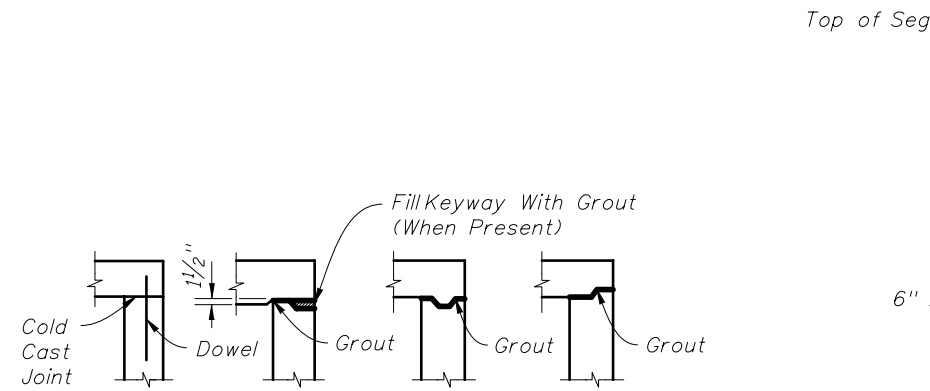 Top of Seg
Fill Keyway With Grout
(When Present)
1½"
6"
Cold
Cast
Joint
Dowel
Grout
Grout
Grout